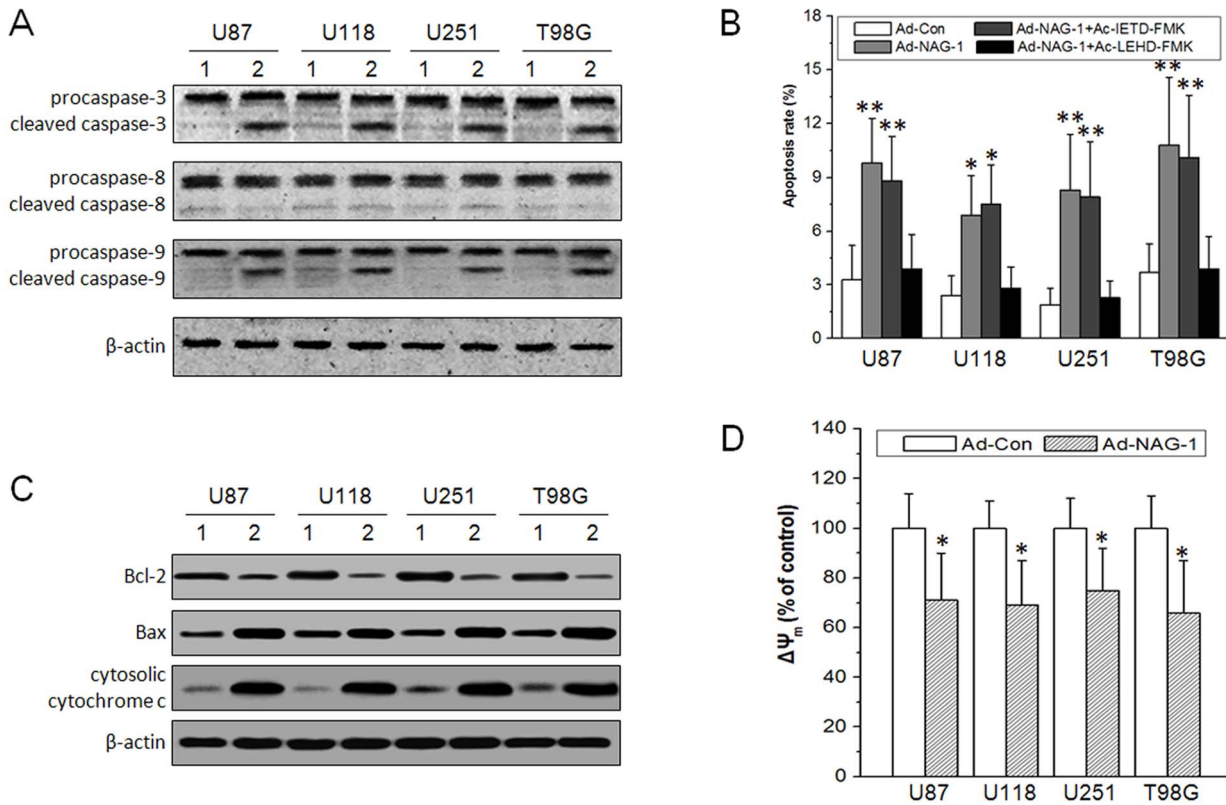 A
U87 U118 U251 T98G
1 2 1 2 1 2 1 2
procaspase-3
cleaved caspase-3
procaspase-8
cleaved caspase-8
procaspase-9
cleaved caspase-9
β-actin
B
Ad-Con Ad-NAG-1+Ac-IETD-FMK
Ad-NAG-1 Ad-NAG-1+Ac-LEHD-FMK
Apoptosis rate (%)
18
15
12
9
6
3
0
** ** * * ** ** ** **
U87 U118 U251 T98G
C
U87 U118 U251 T98G
1 2 1 2 1 2 1 2
Bcl-2
Bax
cytosolic
cytochrome c
β-actin
D
Ad-Con Ad-NAG-1
ΔΨm (% of control)
140
120
100
80
60
40
20
0
* * * *
U87 U118 U251 T98G